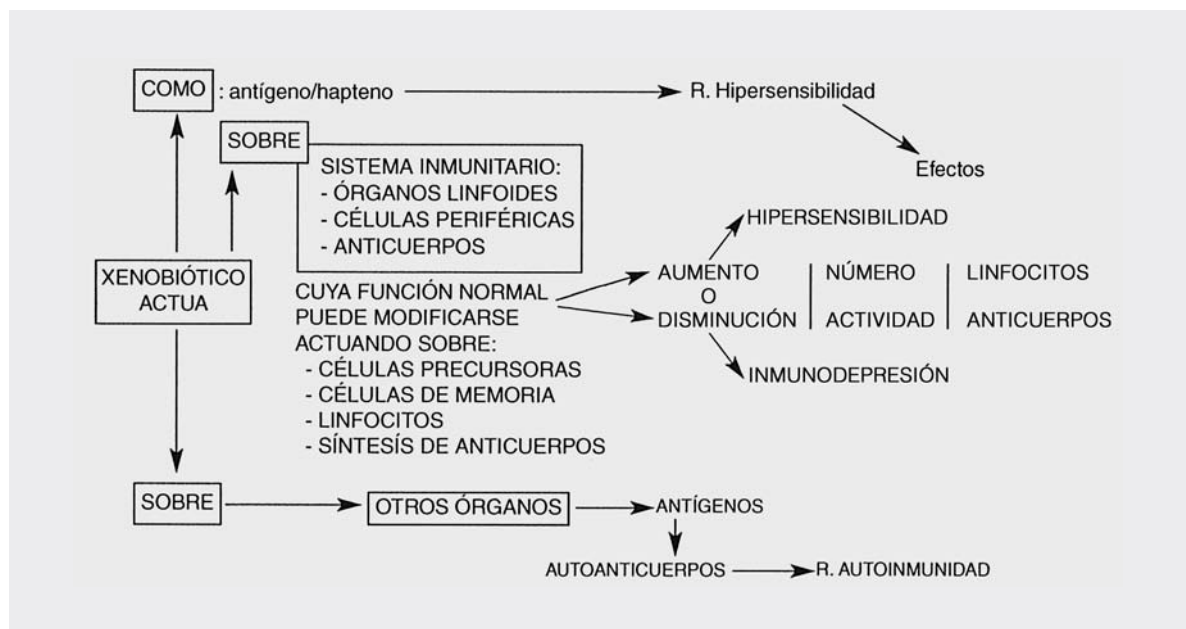 COMO : antígeno/hapteno R. Hipersensibilidad
SOBRE
Efectos
SISTEMA INMUNITARIO:
- ÓRGANOS LINFOIDES
- CÉLULAS PERIFÉRICAS
- ANTICUERPOS
HIPERSENSIBILIDAD
XENOBIÓTICO
ACTUA
CUYA FUNCIÓN NORMAL
PUEDE MODIFICARSE
ACTUANDO SOBRE:
- CÉLULAS PRECURSORAS
- CÉLULAS DE MEMORIA
- LINFOCITOS
- SÍNTESÍS DE ANTICUERPOS
AUMENTO NÚMERO LINFOCITOS
O
DISMINUCIÓN ACTIVIDAD ANTICUERPOS
INMUNODEPRESIÓN
SOBRE OTROS ÓRGANOS ANTÍGENOS
AUTOANTICUERPOS R. AUTOINMUNIDAD